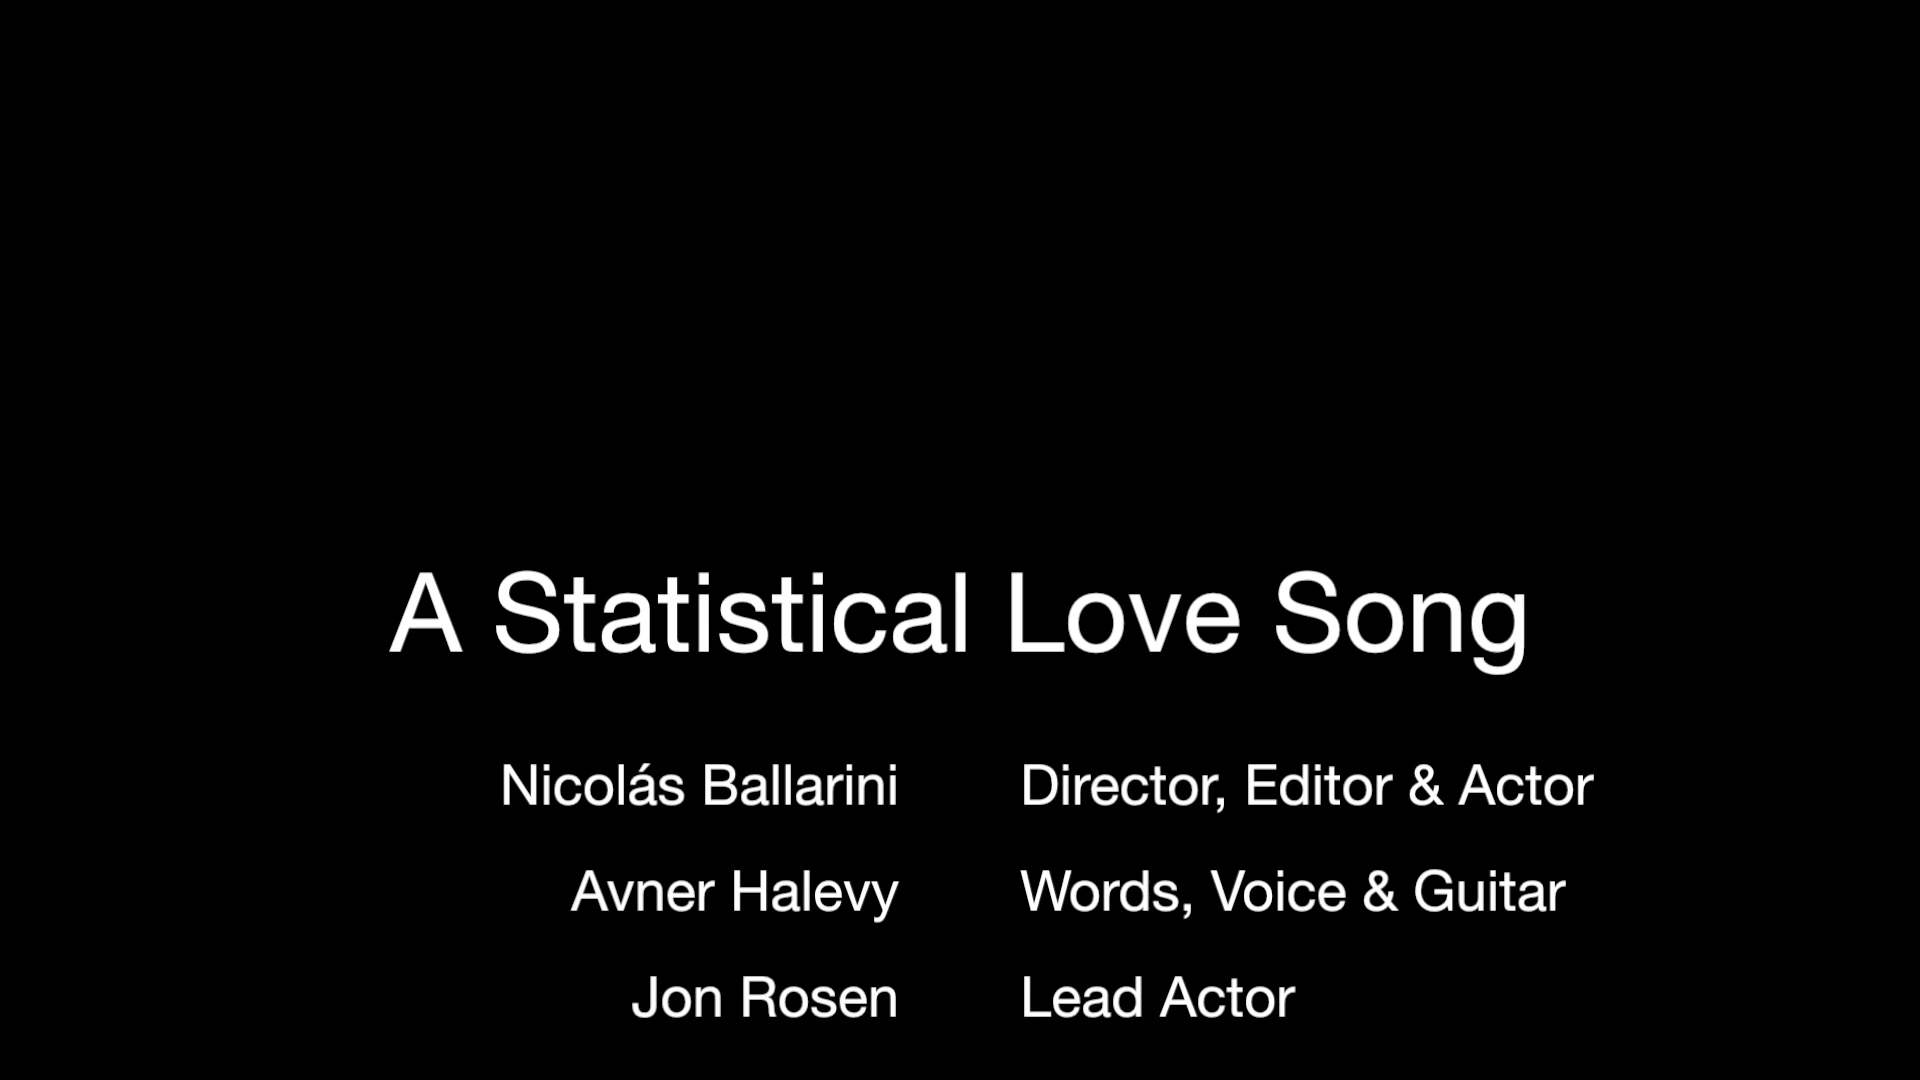 A Statistical Love Song
Nicolás Ballarini Director, Editor & Actor
Avner Halevy Words, Voice & Guitar
Jon Rosen Lead Actor